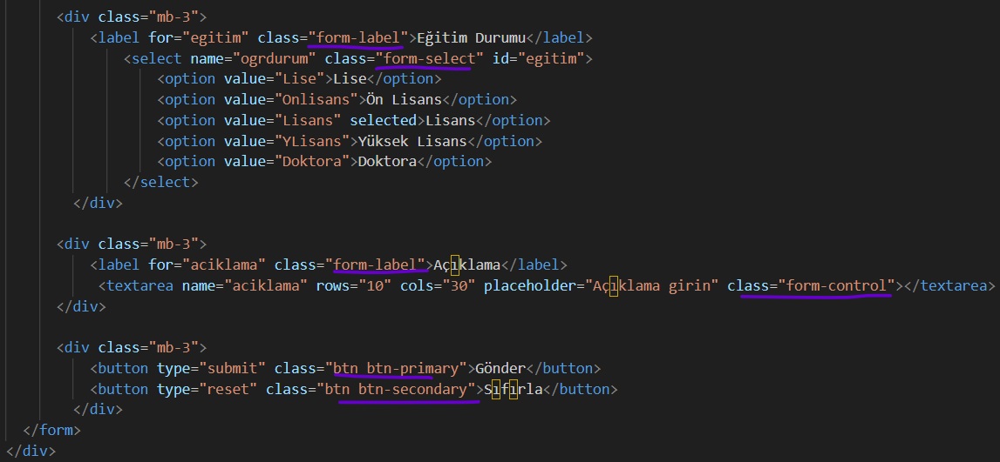 <div class="mb-3">
<label for="egitim" class="form-label">Eğitim Durumu</label>
<select name="ogrdurum" class="form-select" id="egitim">
<option value="Lise">Lise</option>
<option value="Onlisans">Ön Lisans</option>
<option value="Lisans" selected>Lisans</option>
<option value="YLisans">Yüksek Lisans</option>
<option value="Doktora">Doktora</option>
</select>
</div>
<div class="mb-3">
<label for="aciklama" class="form-label">Açıklama</label>
<textarea name="aciklama" rows="10" cols="30" placeholder="Açıklama girin" class="form-control"></textarea>
</div>
<div class="mb-3">
<button type="submit" class="btn btn-primary">Gönder</button>
<button type="reset" class="btn btn-secondary">Sıfırla</button>
</div>
</form>
</div>